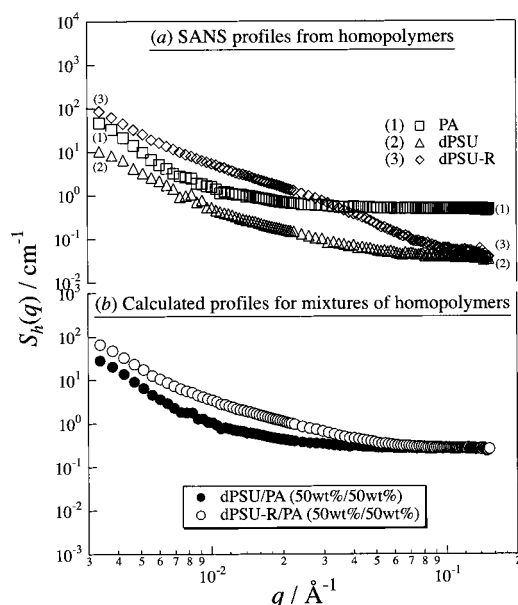 (a) SANS profiles from homopolymers
10^4
10^3
10^2
10^1
10^0
10^-1
10^-2
(3)
(1)
(2)
(1) □ PA
(2) △ dPSU
(3) ◇ dPSU-R
(1)
(3)
(2)
S_h(q) / cm^-1
(b) Calculated profiles for mixtures of homopolymers
10^3
10^2
10^1
10^0
10^-1
10^-2
10^-3
● dPSU/PA (50wt%/50wt%)
○ dPSU-R/PA (50wt%/50wt%)
3 4 5 6 7 8 9 10^-2 2 3 4 5 6 7 8 9 10^-1 2
q / Å^-1